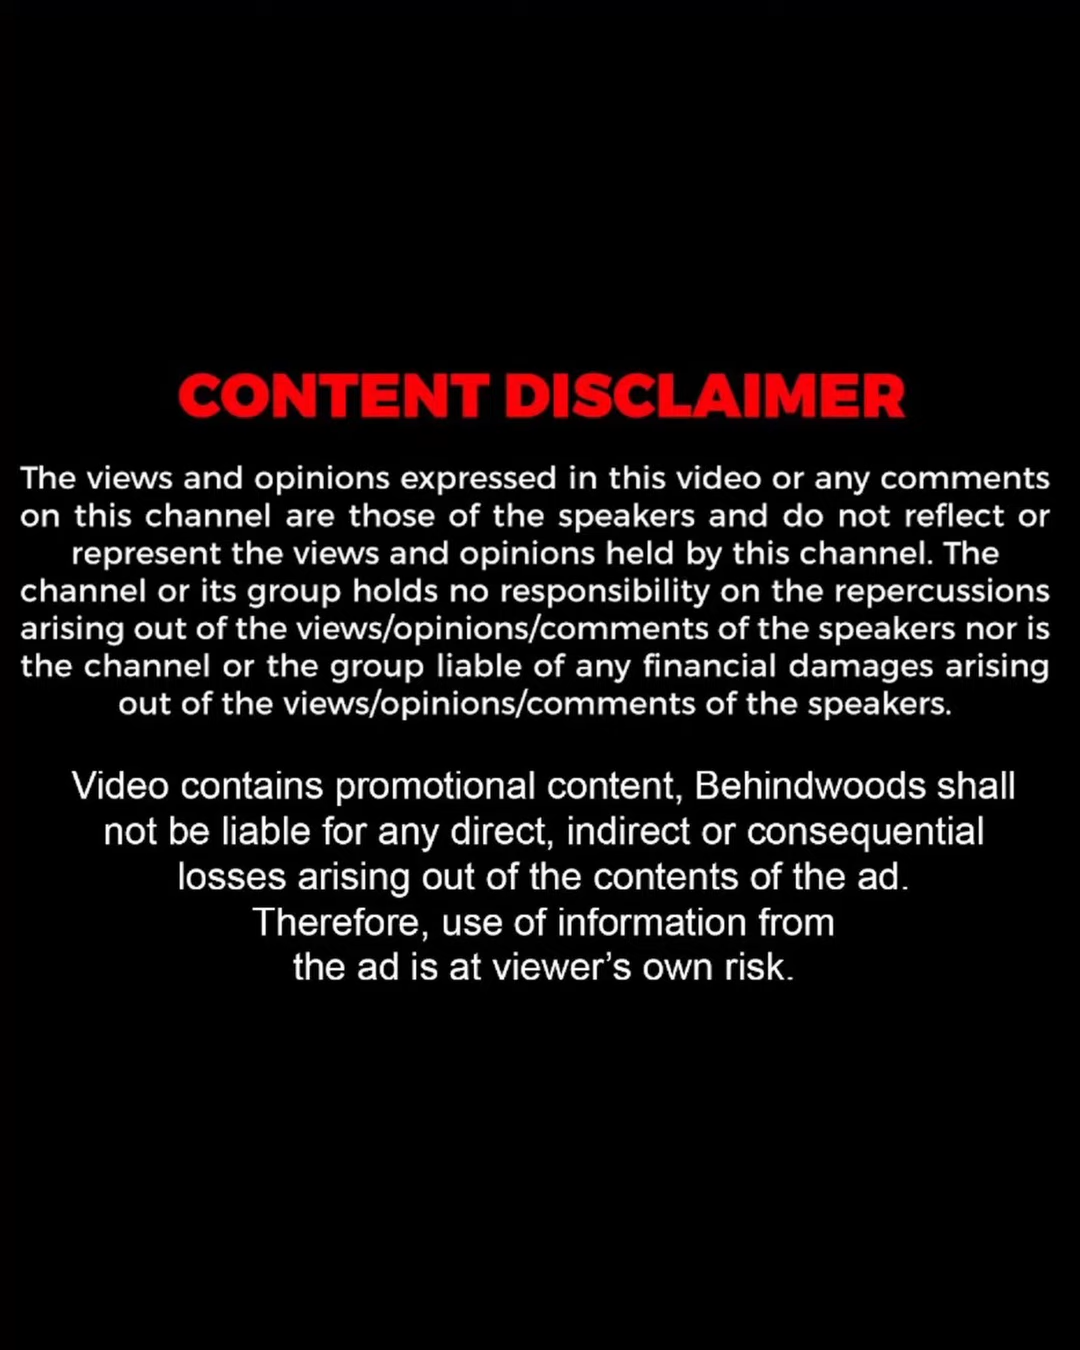 CONTENT DISCLAIMER
The views and opinions expressed in this video or any comments
on this channel are those of the speakers and do not reflect or
represent the views and opinions held by this channel. The
channel or its group holds no responsibility on the repercussions
arising out of the views/opinions/comments of the speakers nor is
the channel or the group liable of any financial damages arising
out of the views/opinions/comments of the speakers.
Video contains promotional content, Behindwoods shall
not be liable for any direct, indirect or consequential
losses arising out of the contents of the ad.
Therefore, use of information from
the ad is at viewer’s own risk.